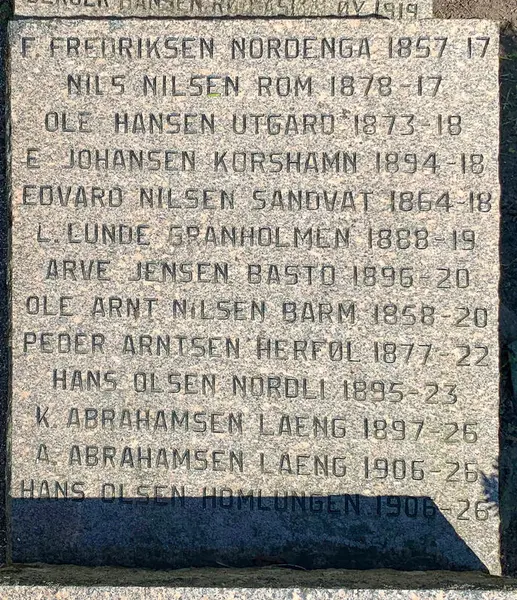 HANSEN ØY 1919
F. FREDRIKSEN NORDENGA 1857-17
NILS NILSEN ROM 1878-17
OLE HANSEN UTGARD 1873-18
E JOHANSEN KORSHAMN 1894-18
EDVARD NILSEN SANDVAT 1864-18
L. LUNDE GRANHOLMEN 1888-19
ARVE JENSEN BASTO 1896-20
OLE ARNT NILSEN BARM 1858-20
PEDER ARNTSEN HERFØL 1877-22
HANS OLSEN NORDLI 1895-23
K. ABRAHAMSEN LAENG 1897-26
A. ABRAHAMSEN LAENG 1906-26
HANS OLSEN HOMLUNGEN 1906-26